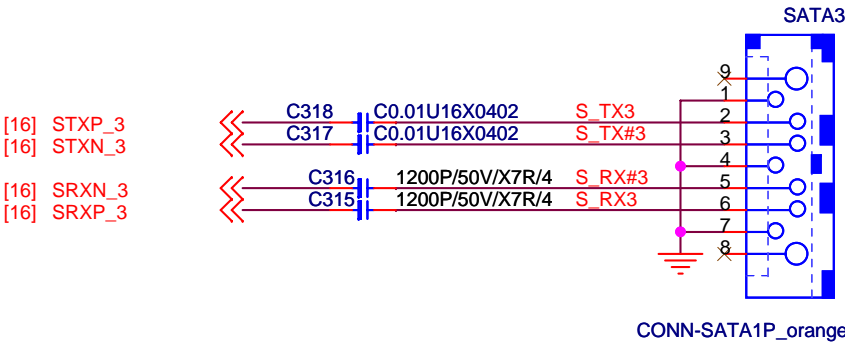 SATA3
9
1
C318 C0.01U16X0402 S_TX3 2
[16] STXP_3
C317 C0.01U16X0402 S_TX#3 3
[16] STXN_3
4
C316 1200P/50V/X7R/4 S_RX#3 5
[16] SRXN_3
C315 1200P/50V/X7R/4 S_RX3 6
[16] SRXP_3
7
8
CONN-SATA1P_orange